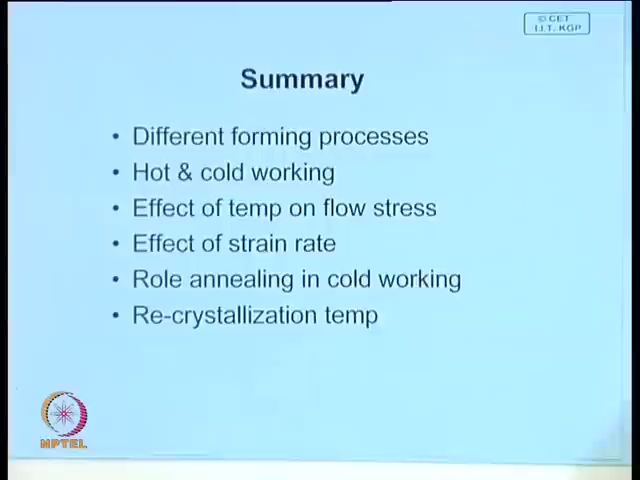 © CET
I.I.T. KGP
Summary
• Different forming processes
• Hot & cold working
• Effect of temp on flow stress
• Effect of strain rate
• Role annealing in cold working
• Re-crystallization temp
NPTEL